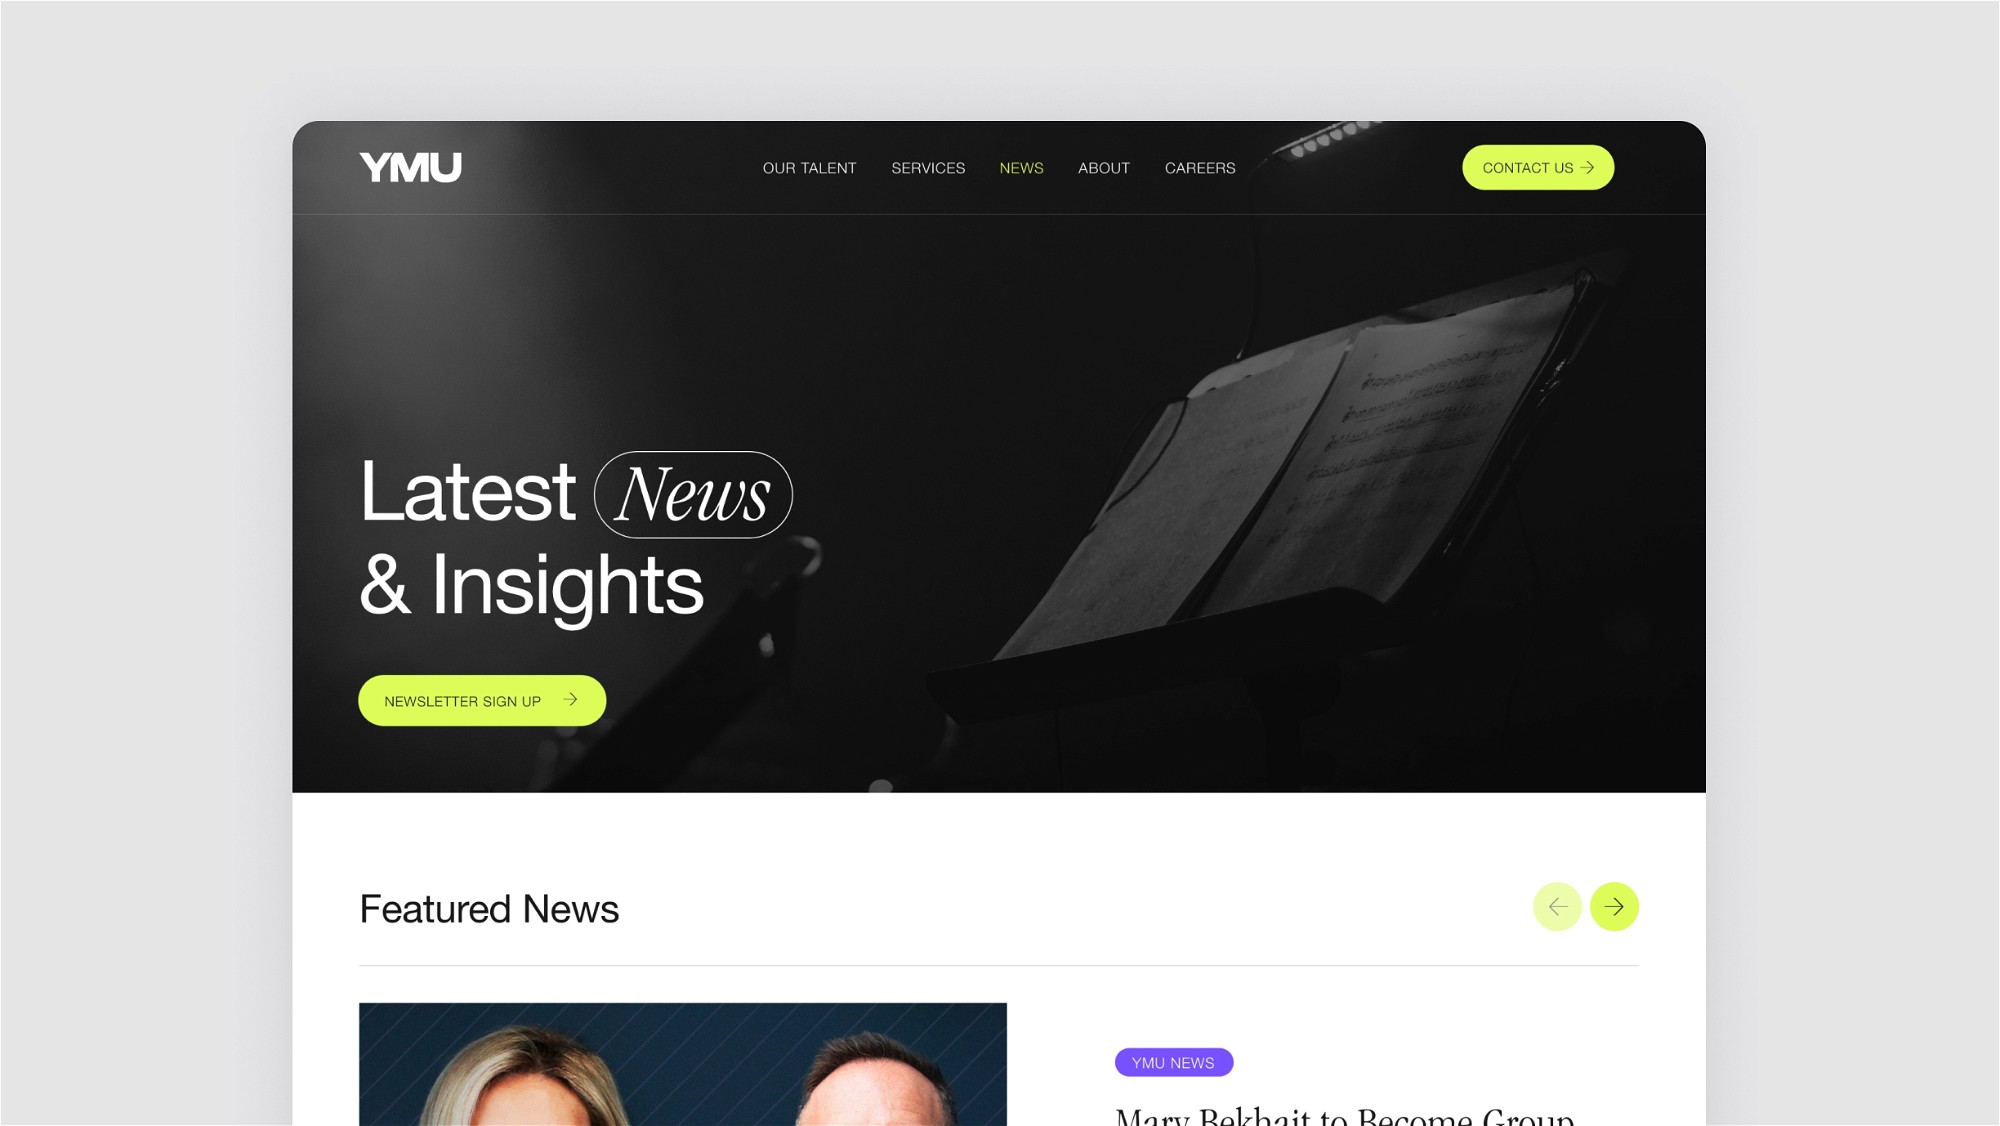 YMU
OUR TALENT SERVICES NEWS ABOUT CAREERS
CONTACT US →
Latest News
& Insights
NEWSLETTER SIGN UP →
Featured News
← →
YMU NEWS
Mary Bekhait to Become Group